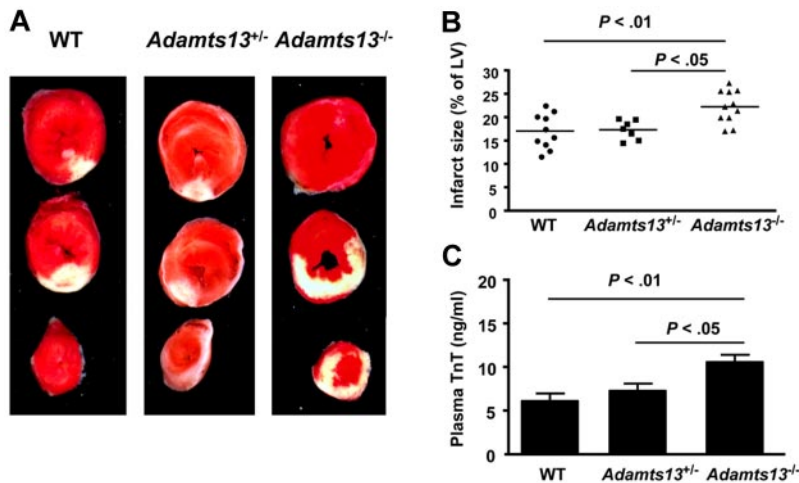 A
WT
Adamts13+/-
Adamts13-/-
B
P < .01
P < .05
Infarct size (% of LV)
30
25
20
15
10
5
0
WT
Adamts13+/-
Adamts13-/-
C
P < .01
P < .05
Plasma TnT (ng/ml)
20
15
10
5
0
WT
Adamts13+/-
Adamts13-/-